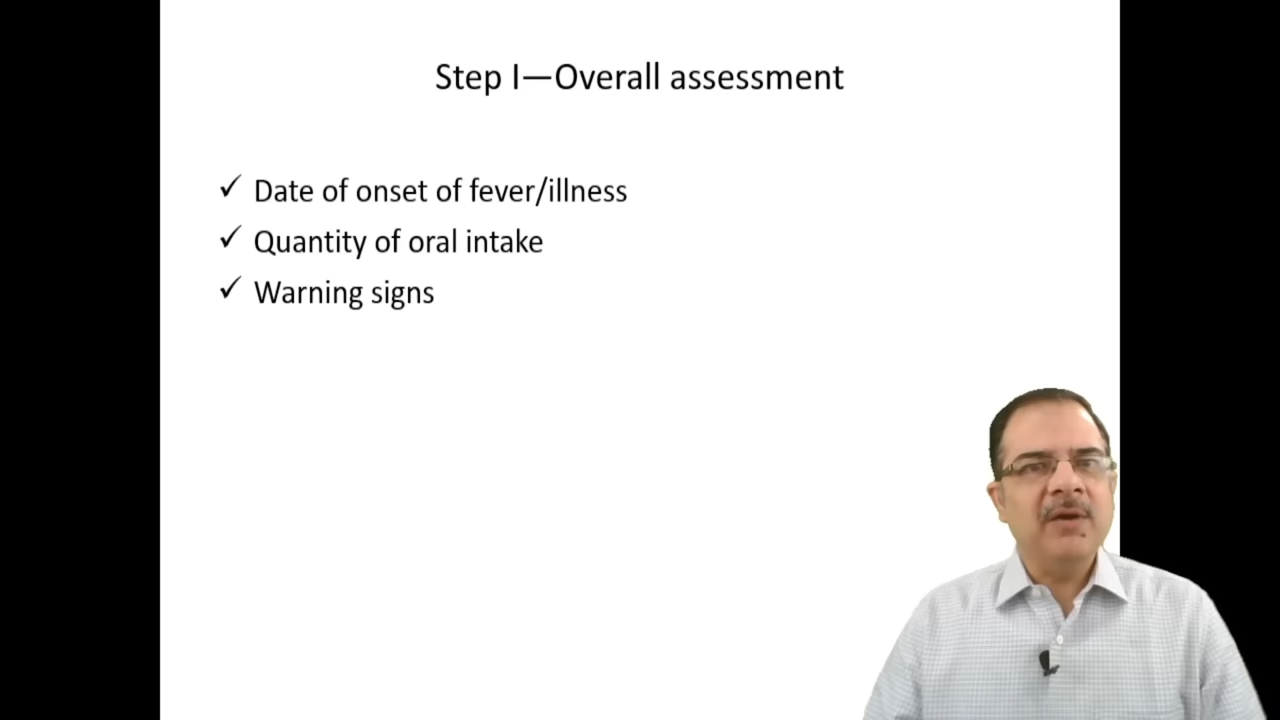 Step I—Overall assessment
✓ Date of onset of fever/illness
✓ Quantity of oral intake
✓ Warning signs